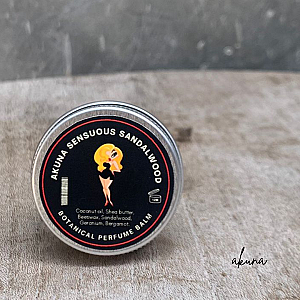 AKUNA SENSUOUS SANDALWOOD
Coconut oil, Shea butter,
Beeswax, Sandalwood,
Geranium, Bergamot
BOTANICAL PERFUME BALM
akuna